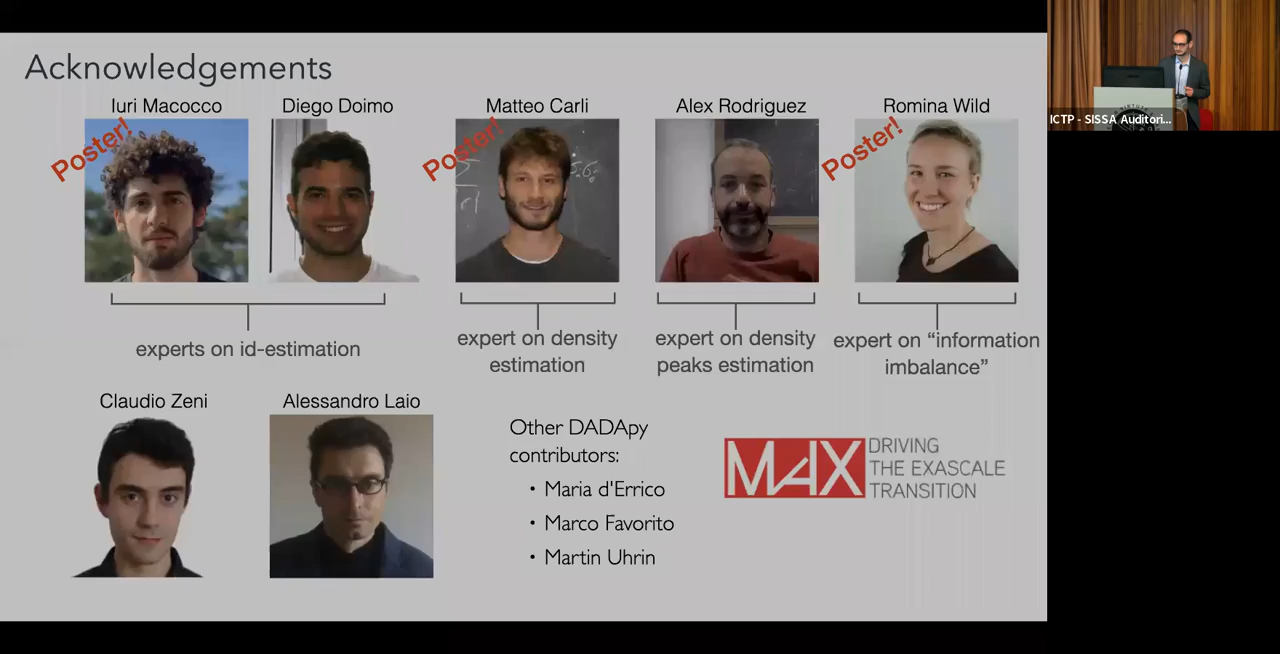 Acknowledgements
Iuri Macocco
Diego Doimo
Matteo Carli
Alex Rodriguez
Romina Wild
Poster!
Poster!
Poster!
experts on id-estimation
expert on density
estimation
expert on density
peaks estimation
expert on “information
imbalance”
Claudio Zeni
Alessandro Laio
Other DADApy
contributors:
• Maria d'Errico
• Marco Favorito
• Martin Uhrin
MAX
DRIVING
THE EXASCALE
TRANSITION
ICTP - SISSA Auditori...